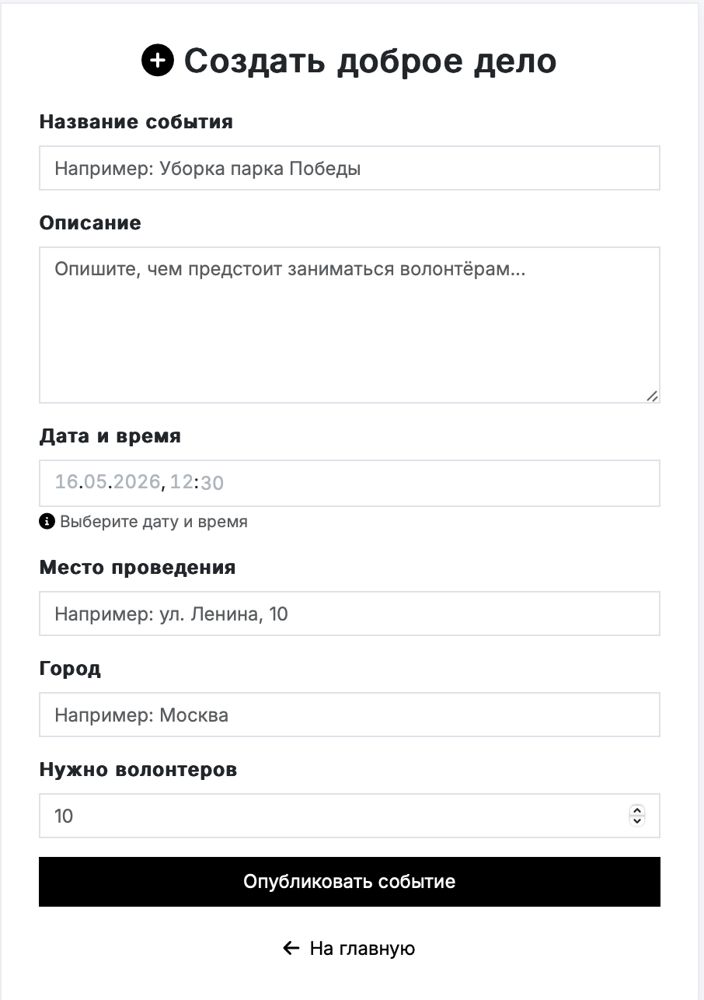 Создать доброе дело
Название события
Например: Уборка парка Победы
Описание
Опишите, чем предстоит заниматься волонтёрам...
Дата и время
16.05.2026, 12:30
Выберите дату и время
Место проведения
Например: ул. Ленина, 10
Город
Например: Москва
Нужно волонтеров
10
Опубликовать событие
← На главную